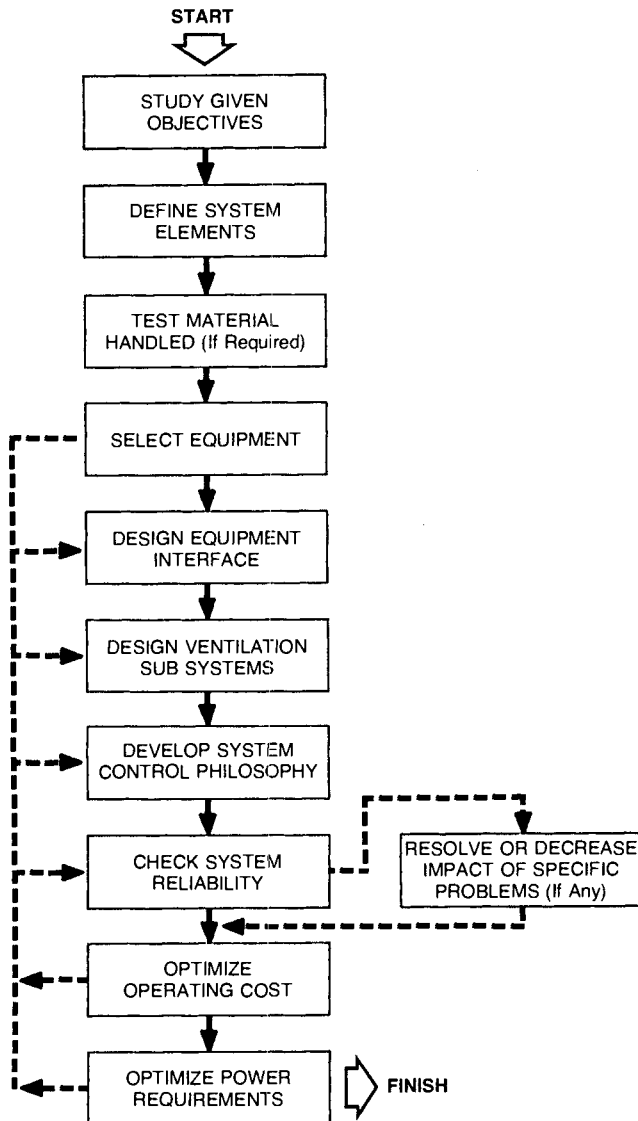 START
STUDY GIVEN
OBJECTIVES
DEFINE SYSTEM
ELEMENTS
TEST MATERIAL
HANDLED (If Required)
SELECT EQUIPMENT
DESIGN EQUIPMENT
INTERFACE
DESIGN VENTILATION
SUB SYSTEMS
DEVELOP SYSTEM
CONTROL PHILOSOPHY
CHECK SYSTEM
RELIABILITY
RESOLVE OR DECREASE
IMPACT OF SPECIFIC
PROBLEMS (If Any)
OPTIMIZE
OPERATING COST
OPTIMIZE POWER
REQUIREMENTS
FINISH